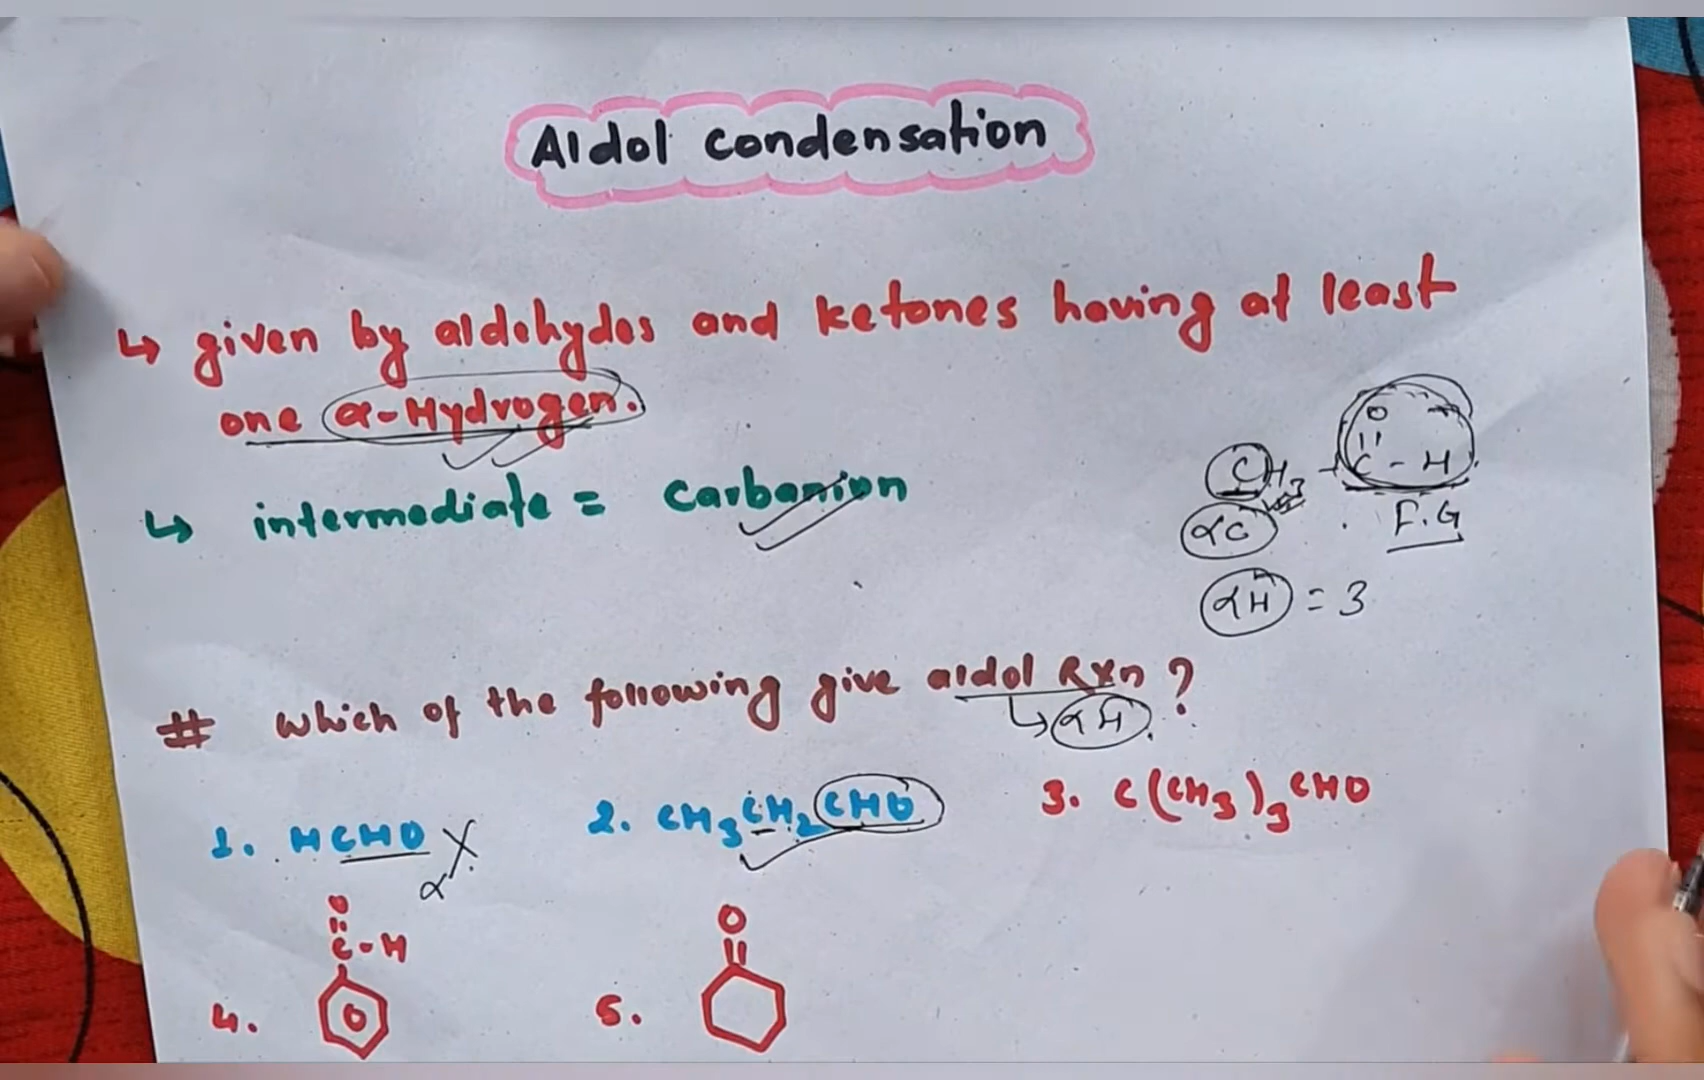 Aldol condensation
↳ given by aldehydes and ketones having at least
one α-Hydrogen.
↳ intermediate = Carbanion
O
||
CH3 - C - H
αC F.G
αH = 3
# Which of the following give aldol Rxn ?
↳ αH
1. HCHO X
α
2. CH3CH2CHO
3. C(CH3)3CHO
4.
O
||
C-H
5.
O
||